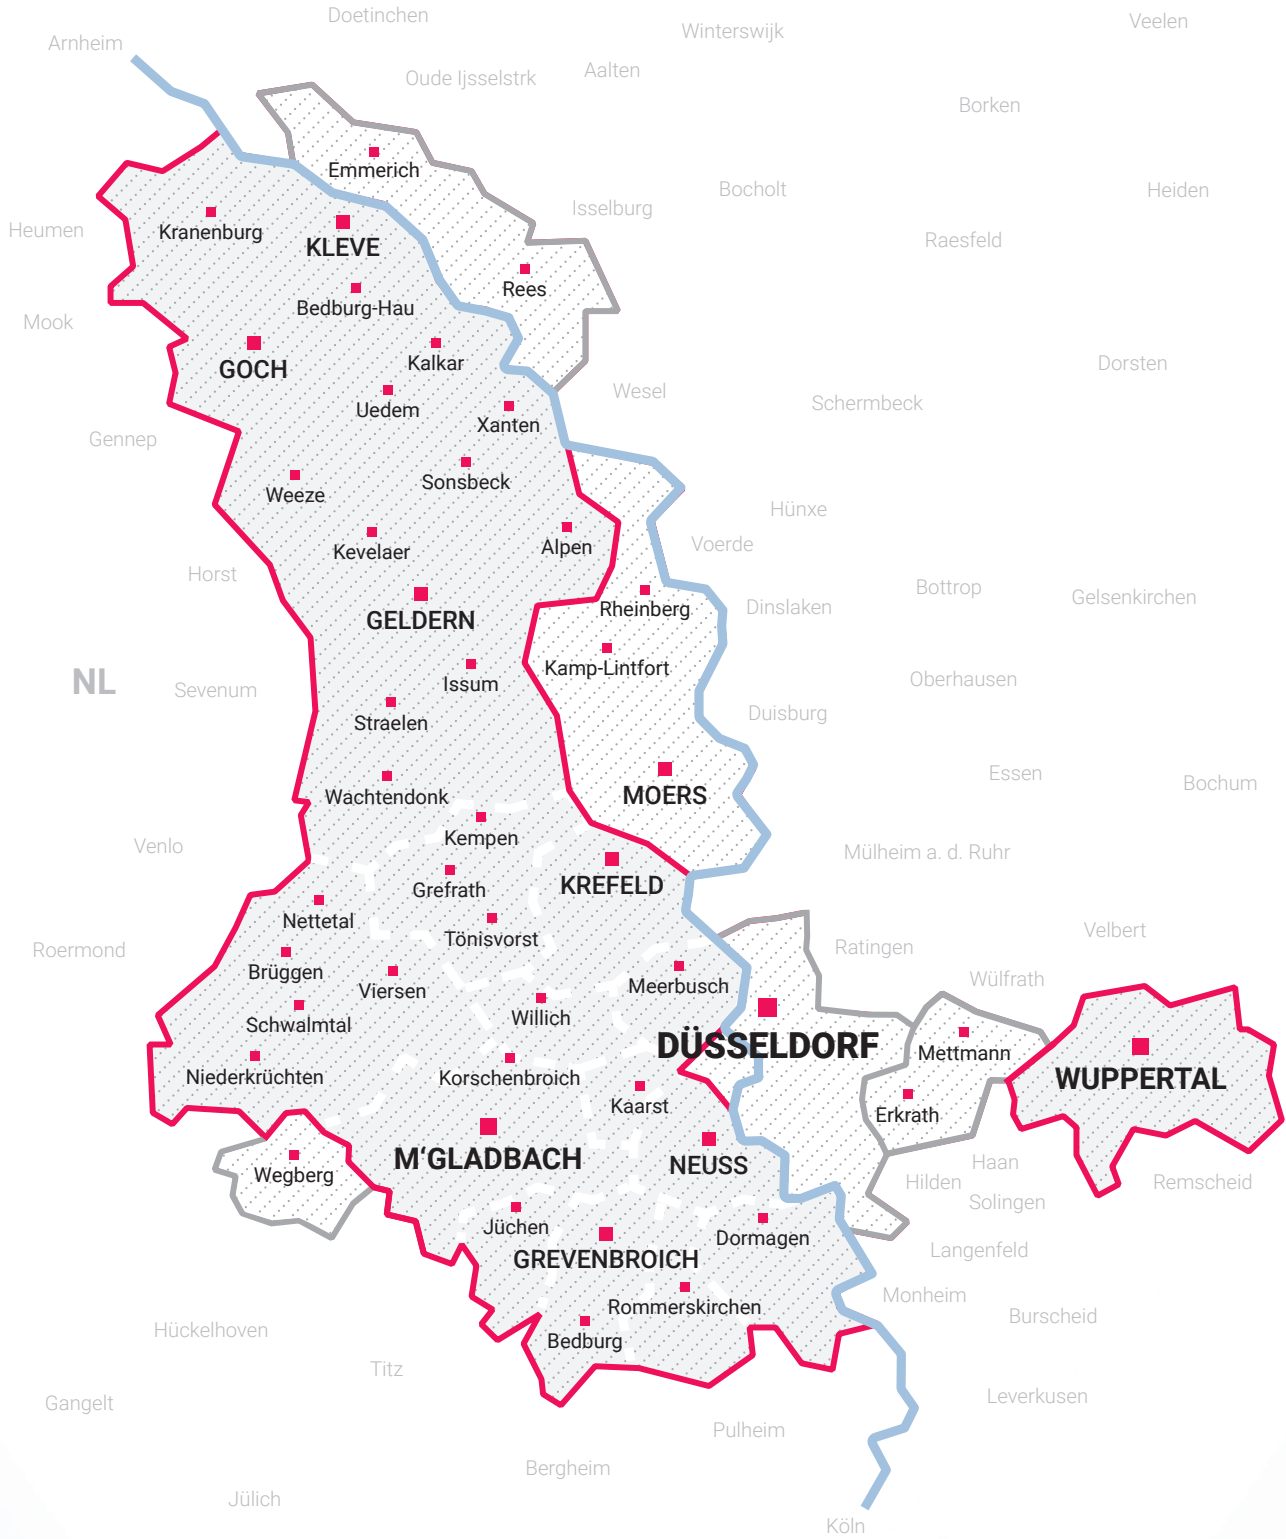 Doetinchen
Veelen
Winterswijk
Arnheim
Oude Ijsselstrk
Aalten
Borken
Emmerich
Bocholt
Heiden
Isselburg
Heumen
Kranenburg
KLEVE
Raesfeld
Rees
Bedburg-Hau
Mook
GOCH
Kalkar
Dorsten
Wesel
Schermbeck
Uedem
Xanten
Gennep
Sonsbeck
Weeze
Hünxe
Kevelaer
Alpen
Voerde
Horst
Bottrop
Gelsenkirchen
Rheinberg
Dinslaken
GELDERN
Kamp-Lintfort
NL
Sevenum
Issum
Oberhausen
Straelen
Duisburg
Essen
Bochum
Wachtendonk
MOERS
Kempen
Venlo
Mülheim a. d. Ruhr
Grefrath
KREFELD
Nettetal
Velbert
Tönisvorst
Roermond
Ratingen
Brüggen
Wülfrath
Viersen
Meerbusch
Willich
Schwalmtal
DÜSSELDORF
Mettmann
Niederkrüchten
Korschenbroich
WUPPERTAL
Kaarst
Erkrath
M‘GLADBACH
NEUSS
Haan
Wegberg
Hilden
Remscheid
Solingen
Jüchen
Dormagen
GREVENBROICH
Langenfeld
Monheim
Rommerskirchen
Burscheid
Hückelhoven
Bedburg
Titz
Leverkusen
Gangelt
Pulheim
Bergheim
Jülich
Köln